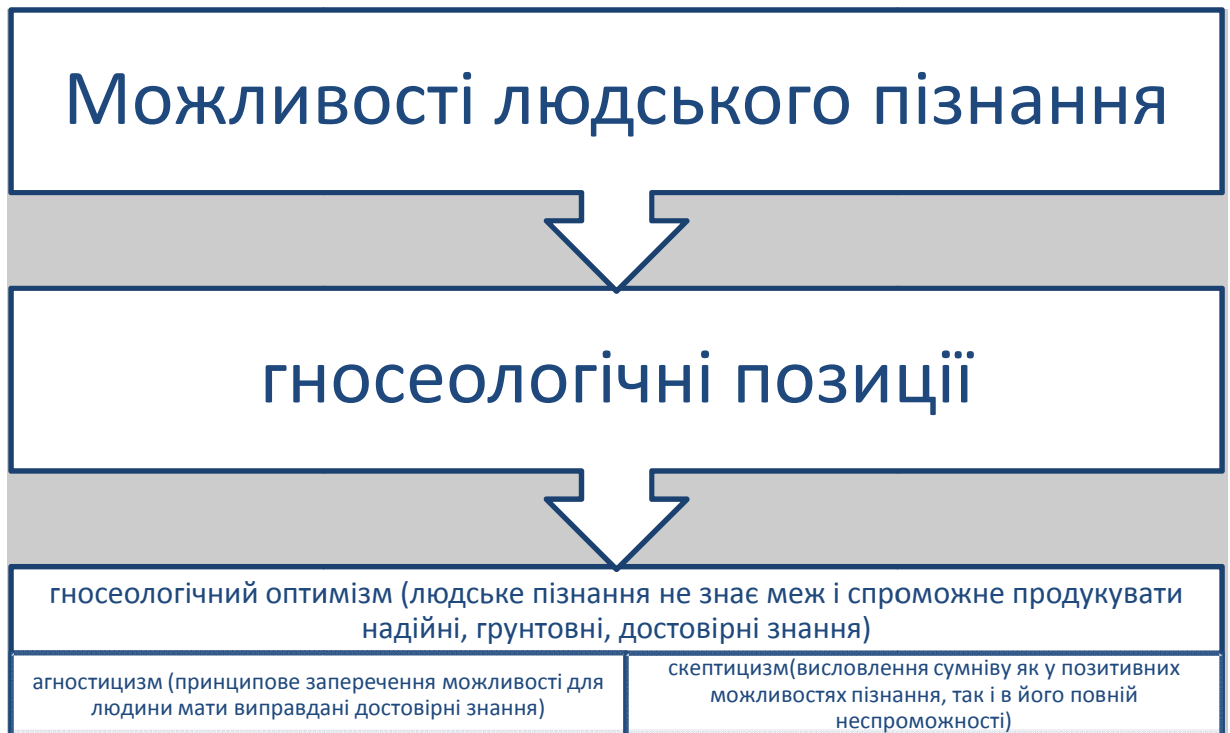 Можливості людського пізнання
гносеологічні позиції
гносеологічний оптимізм (людське пізнання не знає меж і спроможне продукувати
надійні, грунтовні, достовірні знання)
агностицизм (принципове заперечення можливості для
людини мати виправдані достовірні знання)
скептицизм(висловлення сумніву як у позитивних
можливостях пізнання, так і в його повній
неспроможності)